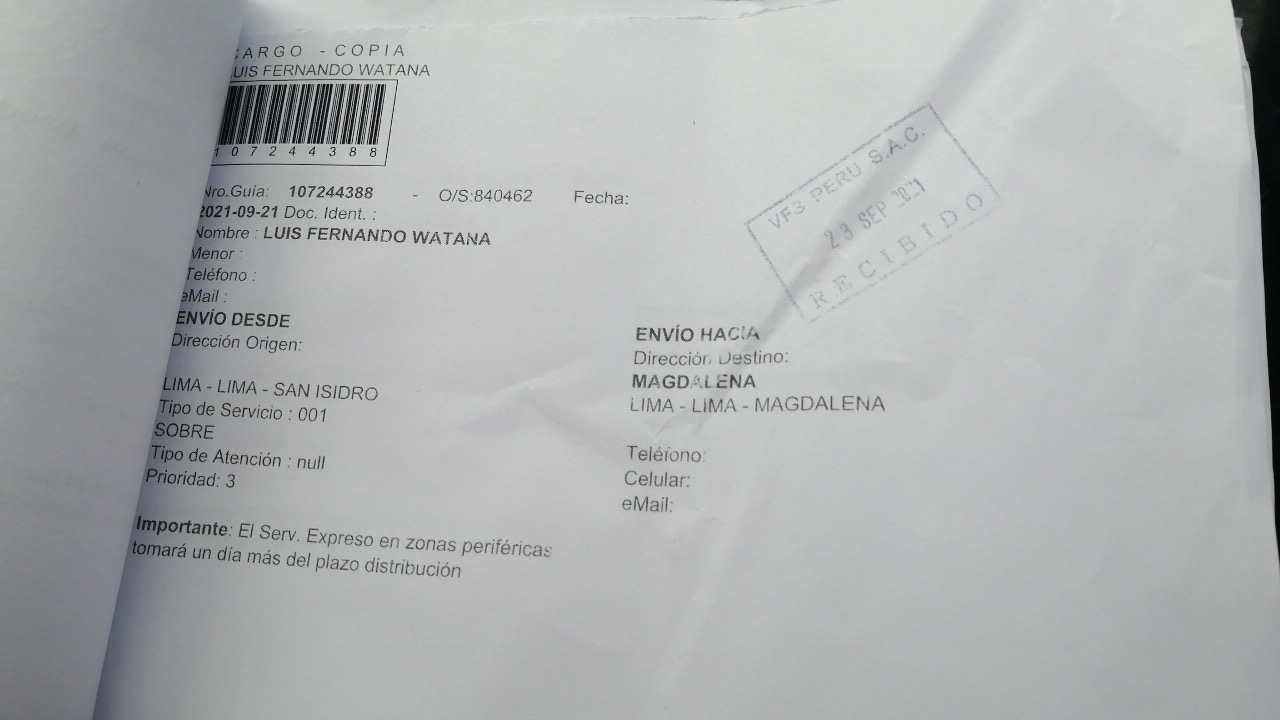 CARGO - COPIA
LUIS FERNANDO WATANA
107244388
Nro.Guía: 107244388 - O/S:840462 Fecha:
2021-09-21 Doc. Ident. :
Nombre : LUIS FERNANDO WATANA
Menor :
Teléfono :
eMail :
ENVÍO DESDE
Dirección Origen:
LIMA - LIMA - SAN ISIDRO
Tipo de Servicio : 001
SOBRE
Tipo de Atención : null
Prioridad: 3
Importante: El Serv. Expreso en zonas periféricas
tomará un día más del plazo distribución
ENVÍO HACIA
Dirección Destino:
MAGDALENA
LIMA - LIMA - MAGDALENA
Teléfono:
Celular:
eMail:
VFS PERU S.A.C.
23 SEP 2021
RECIBIDO